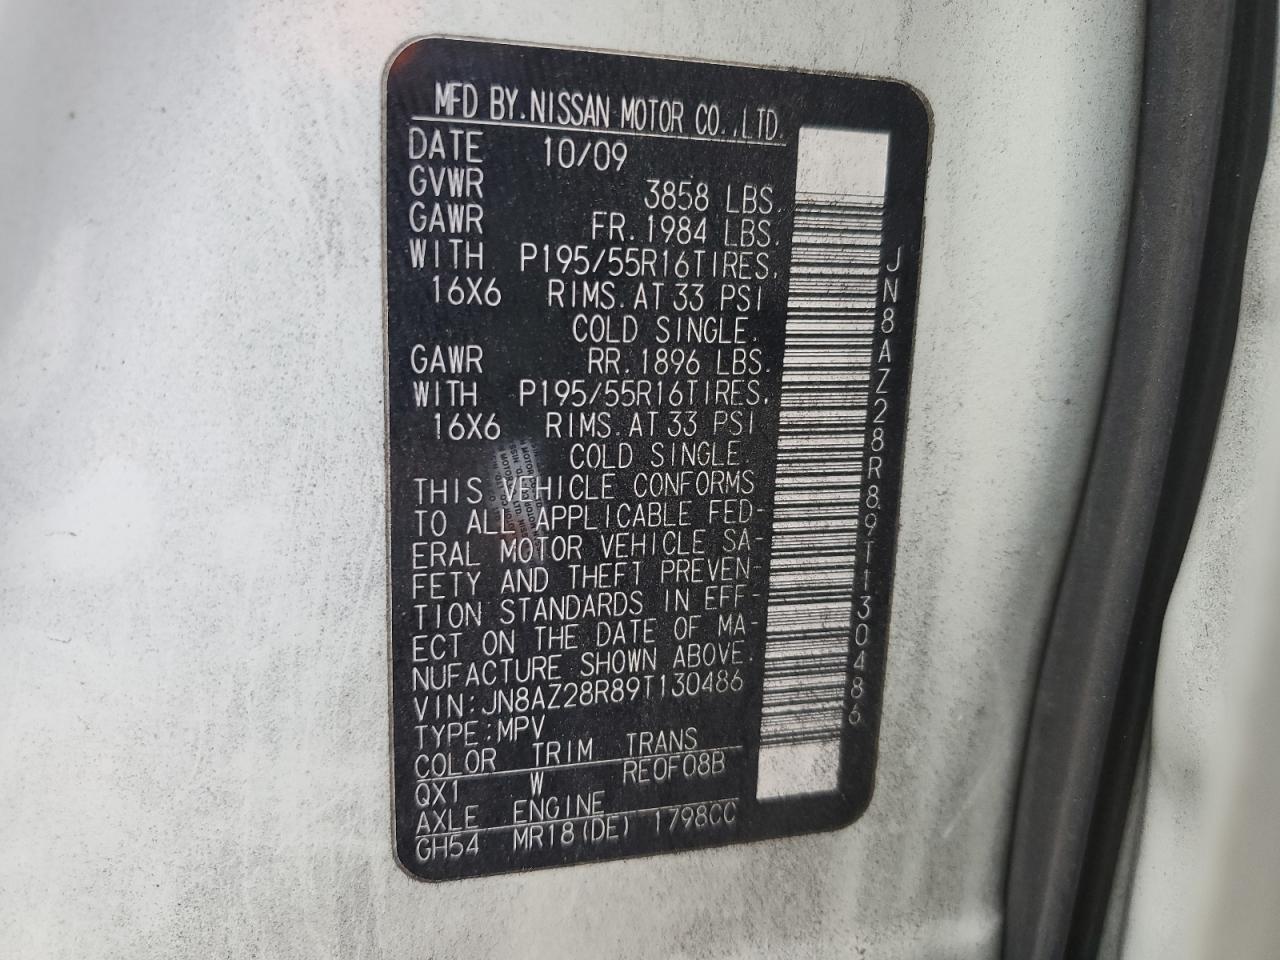 MFD BY.NISSAN MOTOR CO.,LTD.
DATE 10/09
GVWR 3858 LBS.
GAWR FR. 1984 LBS.
WITH P195/55R16TIRES,
16X6 RIMS. AT 33 PSI
COLD SINGLE.
GAWR RR. 1896 LBS.
WITH P195/55R16TIRES,
16X6 RIMS. AT 33 PSI
COLD SINGLE.
THIS VEHICLE CONFORMS
TO ALL APPLICABLE FED-
ERAL MOTOR VEHICLE SA-
FETY AND THEFT PREVEN-
TION STANDARDS IN EFF-
ECT ON THE DATE OF MA-
NUFACTURE SHOWN ABOVE.
VIN:JN8AZ28R89T130486
TYPE:MPV
COLOR TRIM TRANS
QX1 W RE0F08B
AXLE ENGINE
GH54 MR18(DE) 1798CC
JN8AZ28R89T130486